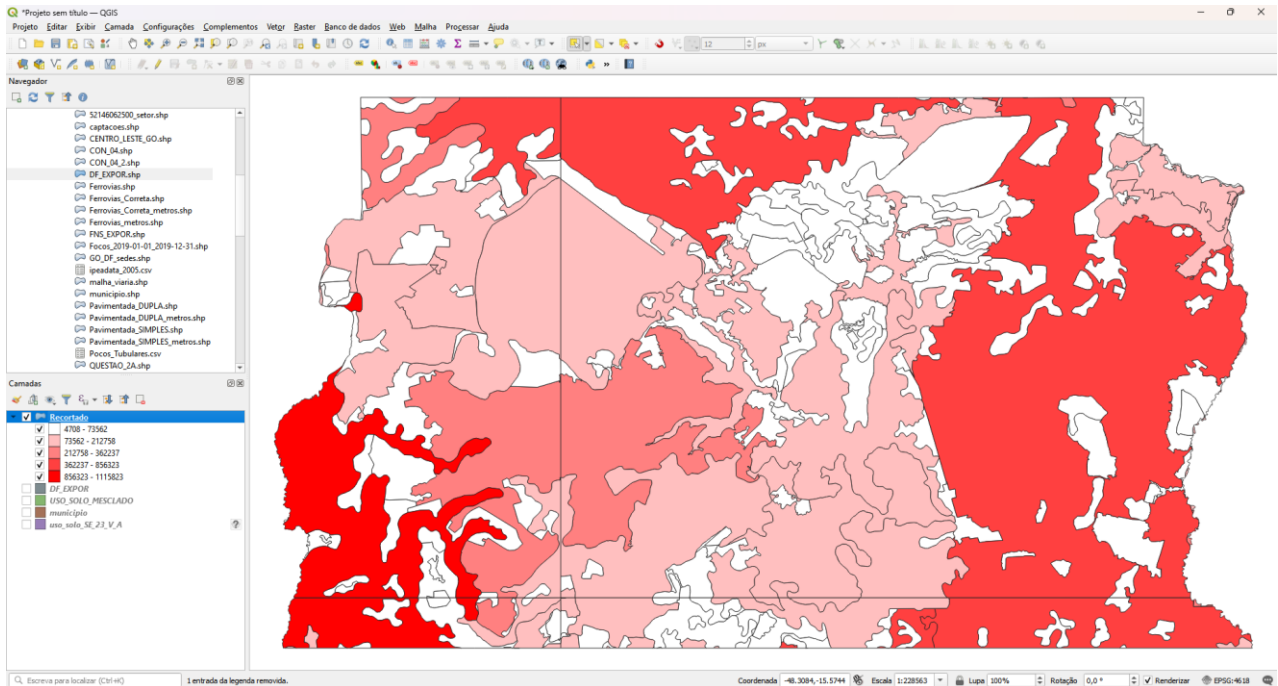 *Projeto sem título — QGIS
Projeto Editar Exibir Camada Configurações Complementos Vetor Raster Banco de dados Web Malha Processar Ajuda
12 px
Navegador
52146062500_setor.shp
captacoes.shp
CENTRO_LESTE_GO.shp
CON_04.shp
CON_04_2.shp
DF_EXPOR.shp
Ferrovias.shp
Ferrovias_Correta.shp
Ferrovias_Correta_metros.shp
Ferrovias_metros.shp
FNS_EXPOR.shp
Focos_2019-01-01_2019-12-31.shp
GO_DF_sedes.shp
ipeadata_2005.csv
malha_viaria.shp
municipio.shp
Pavimentada_DUPLA.shp
Pavimentada_DUPLA_metros.shp
Pavimentada_SIMPLES.shp
Pavimentada_SIMPLES_metros.shp
Pocos_Tubulares.csv
QUESTAO_2A.shp
Camadas
Recortado
4708 - 73562
73562 - 212758
212758 - 362237
362237 - 856323
856323 - 1115823
DF_EXPOR
USO_SOLO_MESCLADO
municipio
uso_solo_SE_23_V_A ?
Escreva para localizar (Ctrl+K) 1 entrada da legenda removida. Coordenada -48.3084,-15.5744 Escala 1:228563 Lupa 100% Rotação 0,0 ° Renderizar EPSG:4618